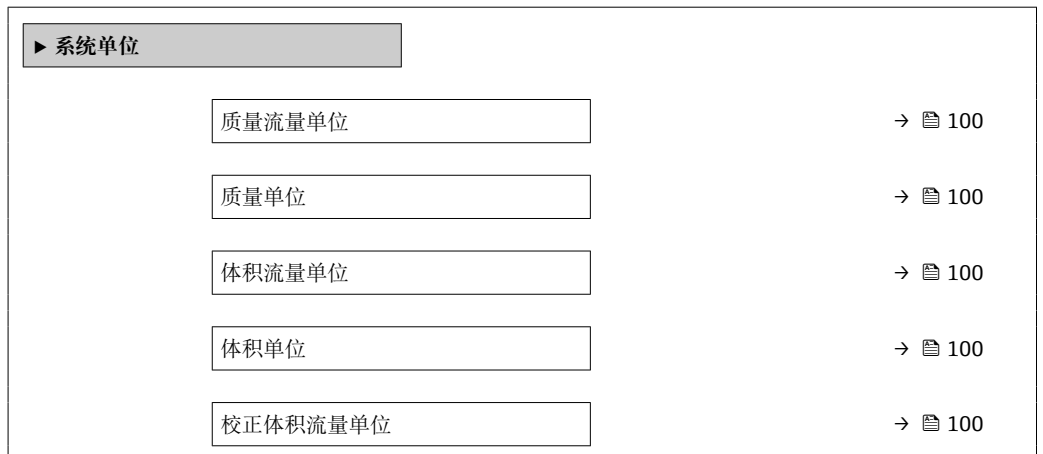 ▶ 系统单位
质量流量单位 → 100
质量单位 → 100
体积流量单位 → 100
体积单位 → 100
校正体积流量单位 → 100